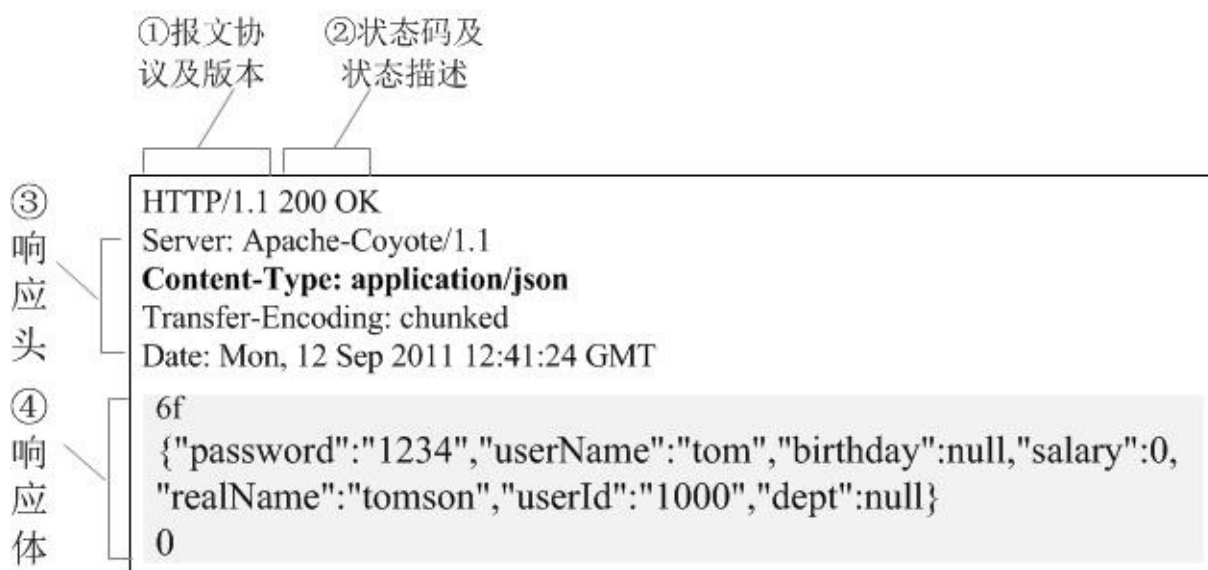 ①报文协
议及版本
②状态码及
状态描述
③
响
应
头
HTTP/1.1 200 OK
Server: Apache-Coyote/1.1
Content-Type: application/json
Transfer-Encoding: chunked
Date: Mon, 12 Sep 2011 12:41:24 GMT
④
响
应
体
6f
{"password":"1234","userName":"tom","birthday":null,"salary":0,
"realName":"tomson","userId":"1000","dept":null}
0